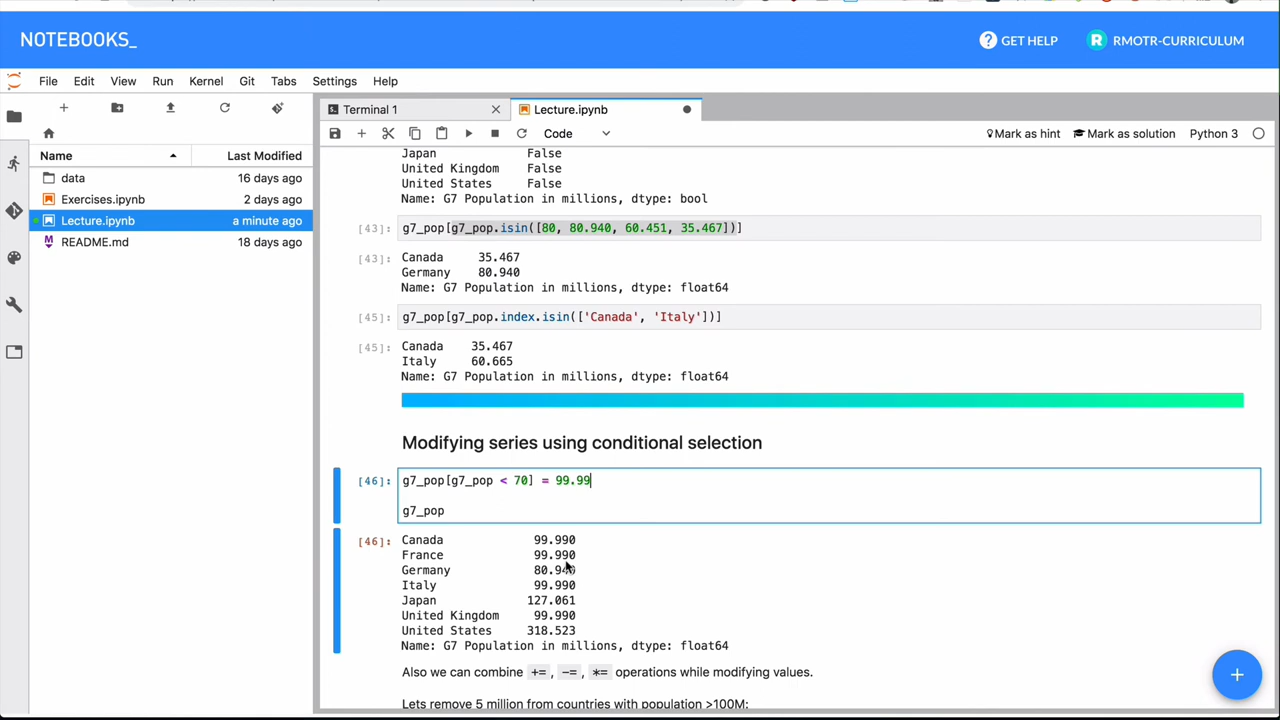 NOTEBOOKS_
GET HELP
R RMOTR-CURRICULUM
File Edit View Run Kernel Git Tabs Settings Help
Terminal 1
Lecture.ipynb
Code
Mark as hint
Mark as solution
Python 3
Name Last Modified
data 16 days ago
Exercises.ipynb 2 days ago
Lecture.ipynb a minute ago
README.md 18 days ago
Japan False
United Kingdom False
United States False
Name: G7 Population in millions, dtype: bool
[43]: g7_pop[g7_pop.isin([80, 80.940, 60.451, 35.467])]
[43]: Canada 35.467
Germany 80.940
Name: G7 Population in millions, dtype: float64
[45]: g7_pop[g7_pop.index.isin(['Canada', 'Italy'])]
[45]: Canada 35.467
Italy 60.665
Name: G7 Population in millions, dtype: float64
Modifying series using conditional selection
[46]: g7_pop[g7_pop < 70] = 99.99
g7_pop
[46]: Canada 99.990
France 99.990
Germany 80.940
Italy 99.990
Japan 127.061
United Kingdom 99.990
United States 318.523
Name: G7 Population in millions, dtype: float64
Also we can combine +=, -=, *= operations while modifying values.
Lets remove 5 million from countries with population >100M: